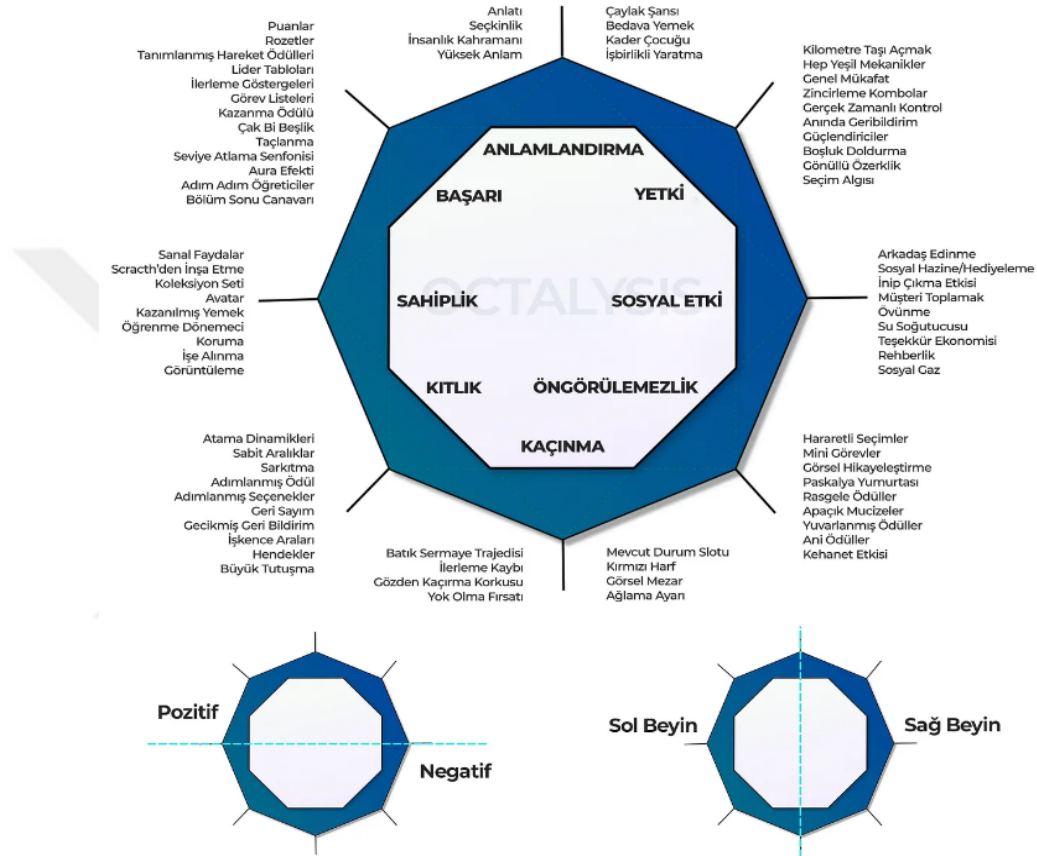 Anlatı
Seçkinlik
İnsanlık Kahramanı
Yüksek Anlam
Çaylak Şansı
Bedava Yemek
Kader Çocuğu
İşbirlikli Yaratma
Puanlar
Rozetler
Tanımlanmış Hareket Ödülleri
Lider Tabloları
İlerleme Göstergeleri
Görev Listeleri
Kazanma Ödülü
Çak Bi Beşlik
Taçlanma
Seviye Atlama Senfonisi
Aura Efekti
Adım Adım Öğreticiler
Bölüm Sonu Canavarı
Kilometre Taşı Açmak
Hep Yeşil Mekanikler
Genel Mükafat
Zincirleme Kombolar
Gerçek Zamanlı Kontrol
Anında Geribildirim
Güçlendiriciler
Boşluk Doldurma
Gönüllü Özerklik
Seçim Algısı
ANLAMLANDIRMA
BAŞARI
YETKİ
OCTALYSIS
SAHİPLİK
SOSYAL ETKİ
KITLIK
ÖNGÖRÜLEMEZLİK
KAÇINMA
Sanal Faydalar
Scracth'den İnşa Etme
Koleksiyon Seti
Avatar
Kazanılmış Yemek
Öğrenme Dönemeci
Koruma
İşe Alınma
Görüntüleme
Arkadaş Edinme
Sosyal Hazine/Hediyeleme
İnip Çıkma Etkisi
Müşteri Toplamak
Övünme
Su Soğutucusu
Teşekkür Ekonomisi
Rehberlik
Sosyal Gaz
Atama Dinamikleri
Sabit Aralıklar
Sarkıtma
Adımlanmış Ödül
Adımlanmış Seçenekler
Geri Sayım
Gecikmiş Geri Bildirim
İşkence Araları
Hendekler
Büyük Tutuşma
Hararetli Seçimler
Mini Görevler
Görsel Hikayeleştirme
Paskalya Yumurtası
Rasgele Ödüller
Apaçık Mucizeler
Yuvarlanmış Ödüller
Ani Ödüller
Kehanet Etkisi
Batık Sermaye Trajedisi
İlerleme Kaybı
Gözden Kaçırma Korkusu
Yok Olma Fırsatı
Mevcut Durum Slotu
Kırmızı Harf
Görsel Mezar
Ağlama Ayarı
Pozitif
Negatif
Sol Beyin
Sağ Beyin